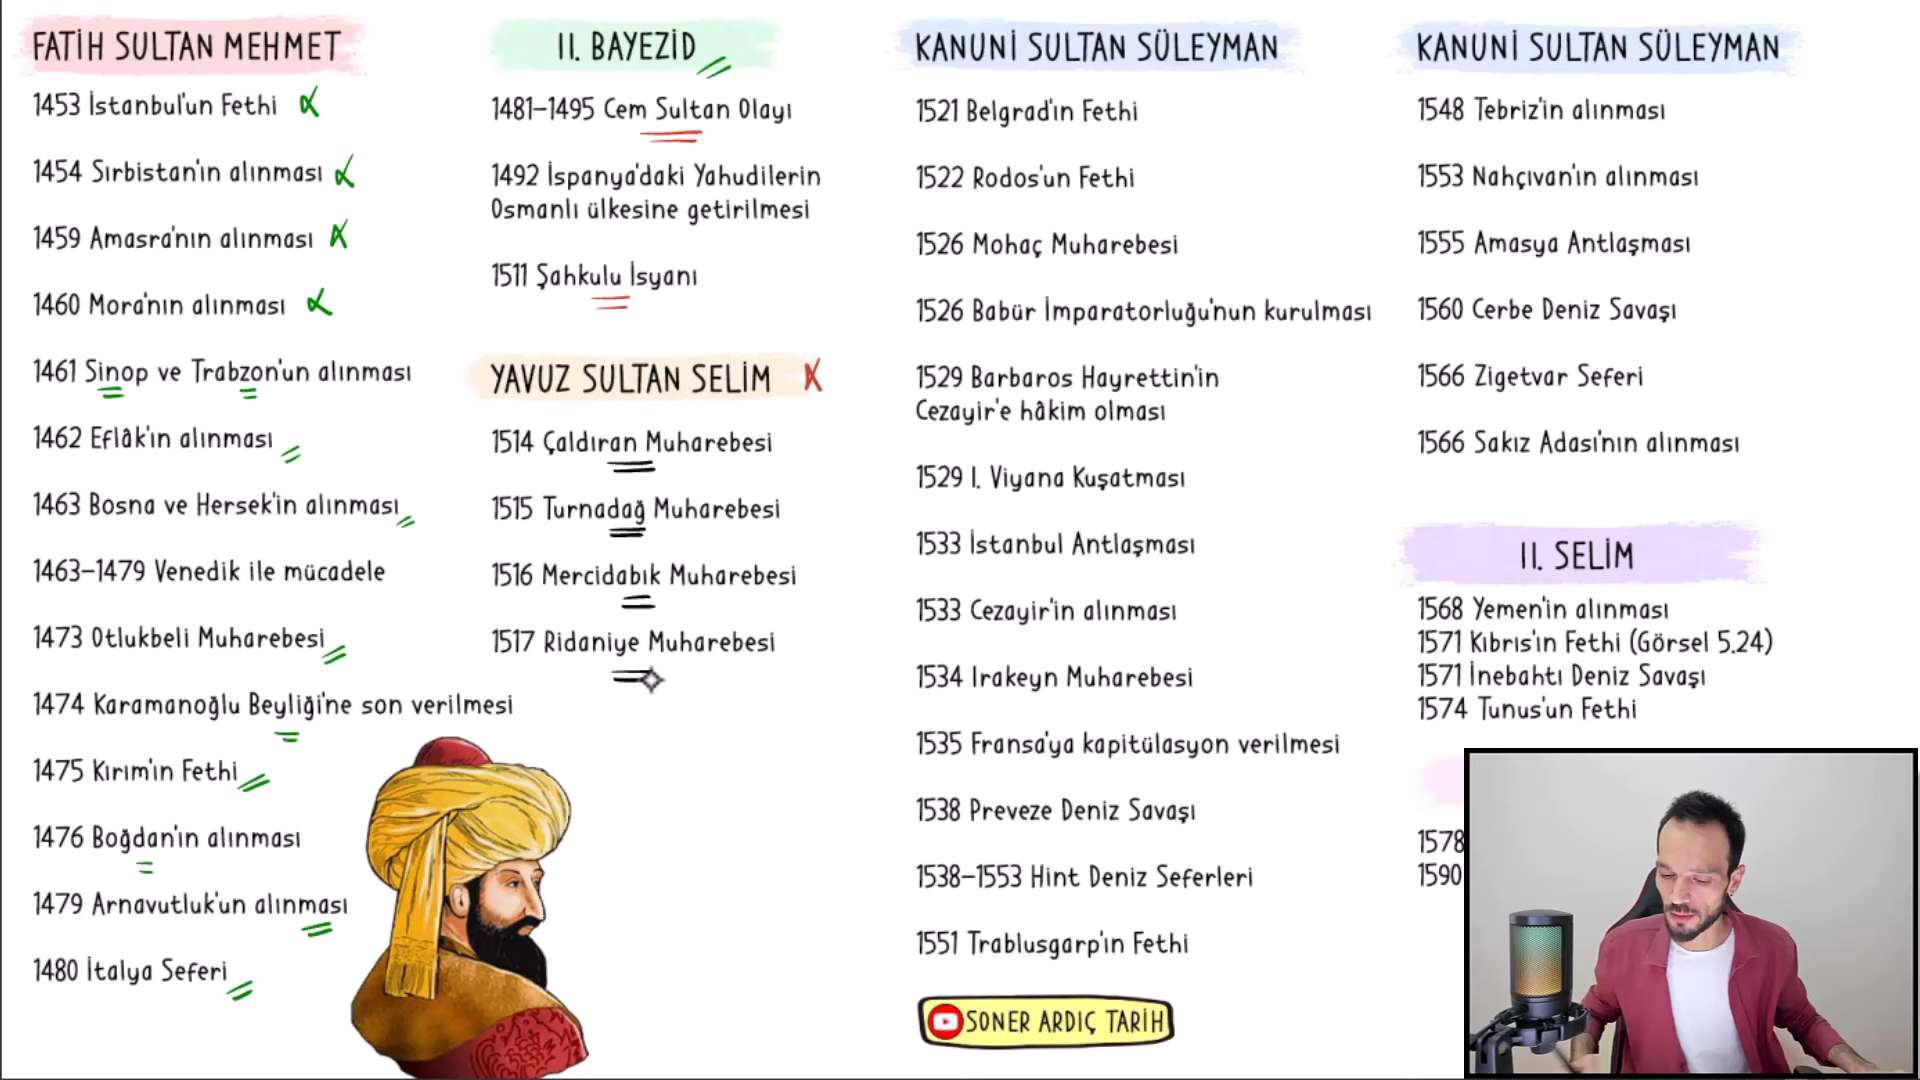 FATİH SULTAN MEHMET
1453 İstanbul'un Fethi
1454 Sırbistan'ın alınması
1459 Amasra'nın alınması
1460 Mora'nın alınması
1461 Sinop ve Trabzon'un alınması
1462 Eflâk'ın alınması
1463 Bosna ve Hersek'in alınması
1463–1479 Venedik ile mücadele
1473 Otlukbeli Muharebesi
1474 Karamanoğlu Beyliği'ne son verilmesi
1475 Kırım'ın Fethi
1476 Boğdan'ın alınması
1479 Arnavutluk'un alınması
1480 İtalya Seferi
II. BAYEZİD
1481–1495 Cem Sultan Olayı
1492 İspanya'daki Yahudilerin
Osmanlı ülkesine getirilmesi
1511 Şahkulu İsyanı
YAVUZ SULTAN SELİM
1514 Çaldıran Muharebesi
1515 Turnadağ Muharebesi
1516 Mercidabık Muharebesi
1517 Ridaniye Muharebesi
KANUNİ SULTAN SÜLEYMAN
1521 Belgrad'ın Fethi
1522 Rodos'un Fethi
1526 Mohaç Muharebesi
1526 Babür İmparatorluğu'nun kurulması
1529 Barbaros Hayrettin'in
Cezayir'e hâkim olması
1529 I. Viyana Kuşatması
1533 İstanbul Antlaşması
1533 Cezayir'in alınması
1534 Irakeyn Muharebesi
1535 Fransa'ya kapitülasyon verilmesi
1538 Preveze Deniz Savaşı
1538–1553 Hint Deniz Seferleri
1551 Trablusgarp'ın Fethi
SONER ARDIÇ TARİH
KANUNİ SULTAN SÜLEYMAN
1548 Tebriz'in alınması
1553 Nahçıvan'ın alınması
1555 Amasya Antlaşması
1560 Cerbe Deniz Savaşı
1566 Zigetvar Seferi
1566 Sakız Adası'nın alınması
II. SELİM
1568 Yemen'in alınması
1571 Kıbrıs'ın Fethi (Görsel 5.24)
1571 İnebahtı Deniz Savaşı
1574 Tunus'un Fethi
1578
1590